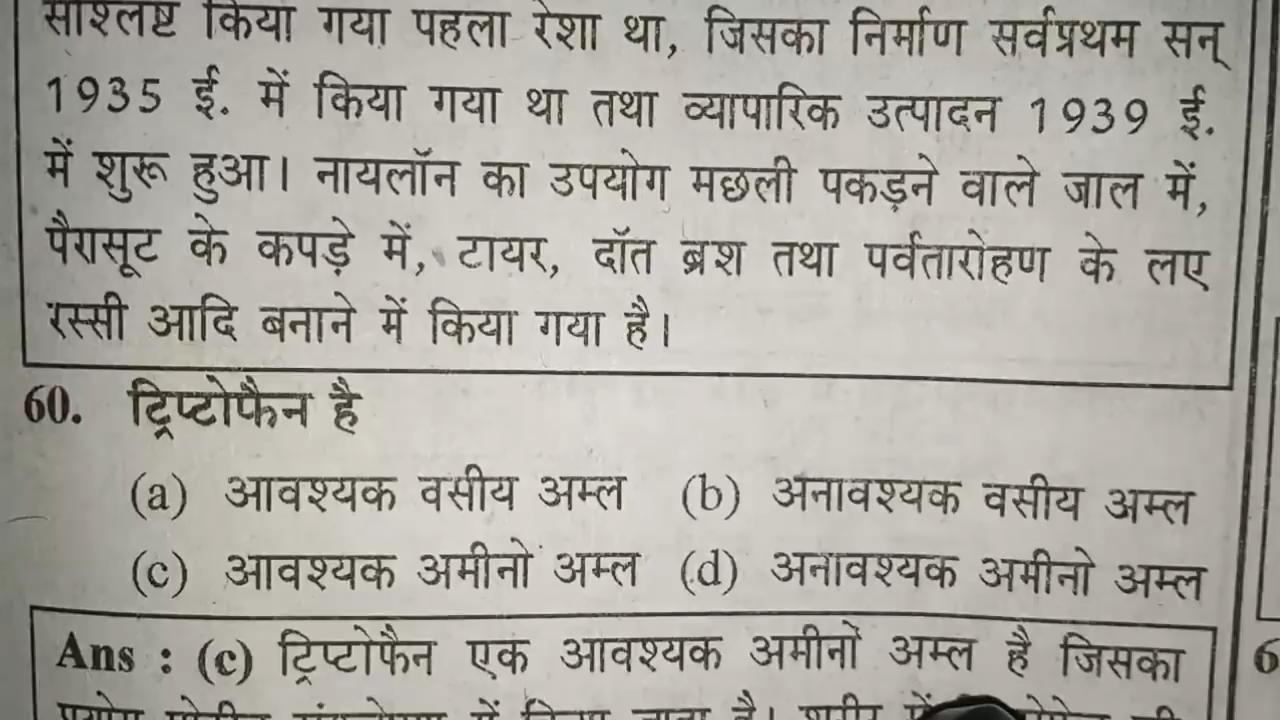 सांश्लष्ट किया गया पहला रेशा था, जिसका निर्माण सर्वप्रथम सन्
1935 ई. में किया गया था तथा व्यापारिक उत्पादन 1939 ई.
में शुरू हुआ। नायलॉन का उपयोग मछली पकड़ने वाले जाल में,
पैरासूट के कपड़े में, टायर, दॉत ब्रश तथा पर्वतारोहण के लए
रस्सी आदि बनाने में किया गया है।
60. ट्रिप्टोफैन है
(a) आवश्यक वसीय अम्ल (b) अनावश्यक वसीय अम्ल
(c) आवश्यक अमीनो अम्ल (d) अनावश्यक अमीनो अम्ल
Ans : (c) ट्रिप्टोफैन एक आवश्यक अमीनों अम्ल है जिसका
6